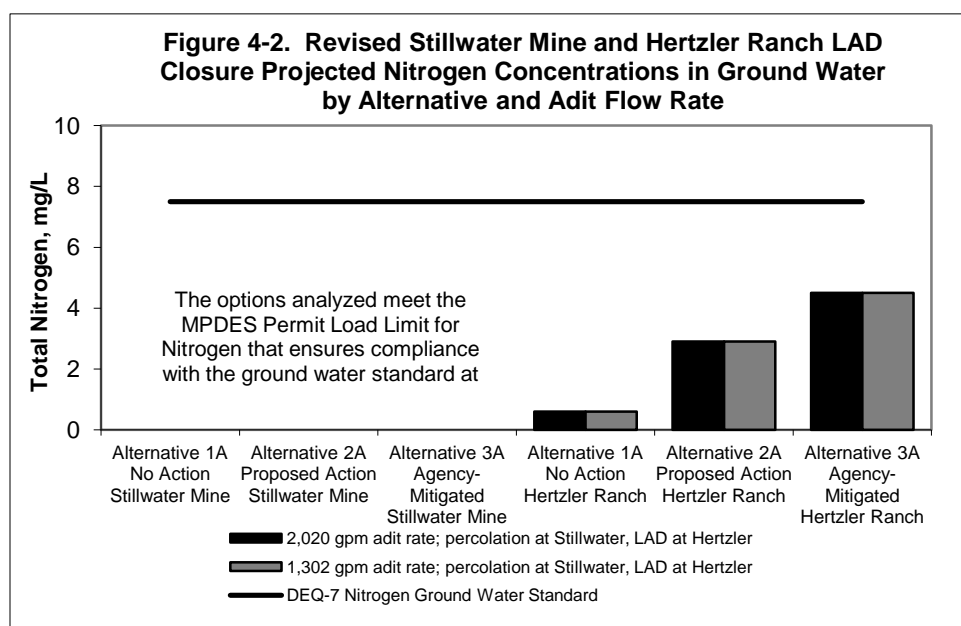 Figure 4-2. Revised Stillwater Mine and Hertzler Ranch LAD
Closure Projected Nitrogen Concentrations in Ground Water
by Alternative and Adit Flow Rate
10
8
6
4
2
0
Total Nitrogen, mg/L
The options analyzed meet the
MPDES Permit Load Limit for
Nitrogen that ensures compliance
with the ground water standard at
Alternative 1A
No Action
Stillwater Mine
Alternative 2A
Proposed Action
Stillwater Mine
Alternative 3A
Agency-
Mitigated
Stillwater Mine
Alternative 1A
No Action
Hertzler Ranch
Alternative 2A
Proposed Action
Hertzler Ranch
Alternative 3A
Agency-
Mitigated
Hertzler Ranch
2,020 gpm adit rate; percolation at Stillwater, LAD at Hertzler
1,302 gpm adit rate; percolation at Stillwater, LAD at Hertzler
DEQ-7 Nitrogen Ground Water Standard